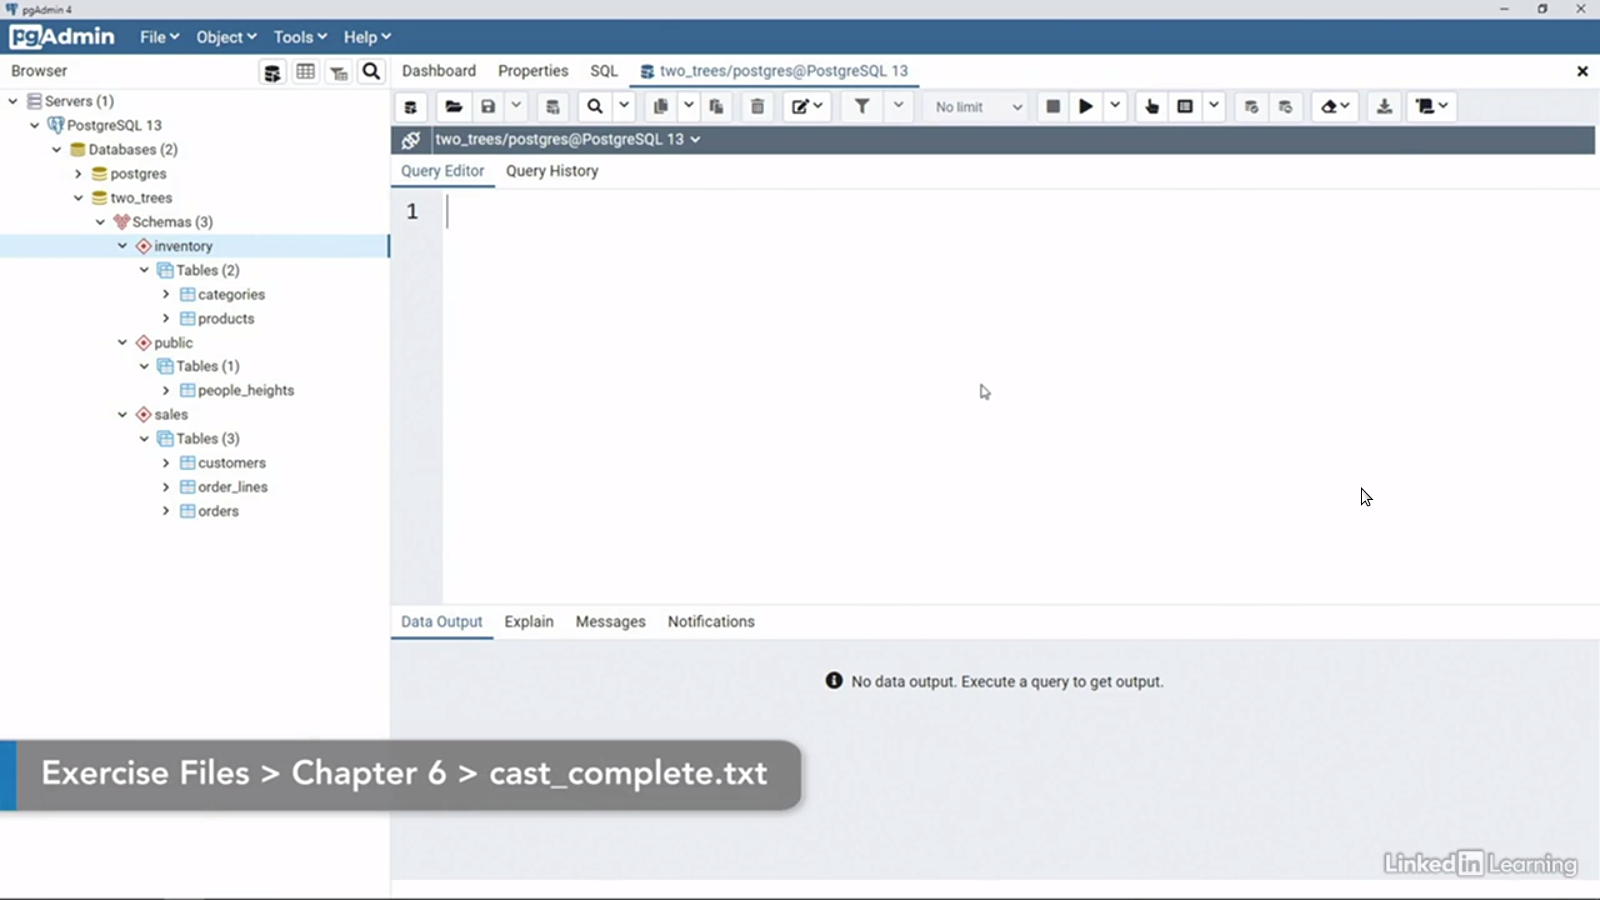 pgAdmin 4
pgAdmin File Object Tools Help
Browser
Dashboard Properties SQL two_trees/postgres@PostgreSQL 13
Servers (1)
PostgreSQL 13
Databases (2)
postgres
two_trees
Schemas (3)
inventory
Tables (2)
categories
products
public
Tables (1)
people_heights
sales
Tables (3)
customers
order_lines
orders
No limit
two_trees/postgres@PostgreSQL 13
Query Editor Query History
1
Data Output Explain Messages Notifications
No data output. Execute a query to get output.
Exercise Files > Chapter 6 > cast_complete.txt
Linked in Learning